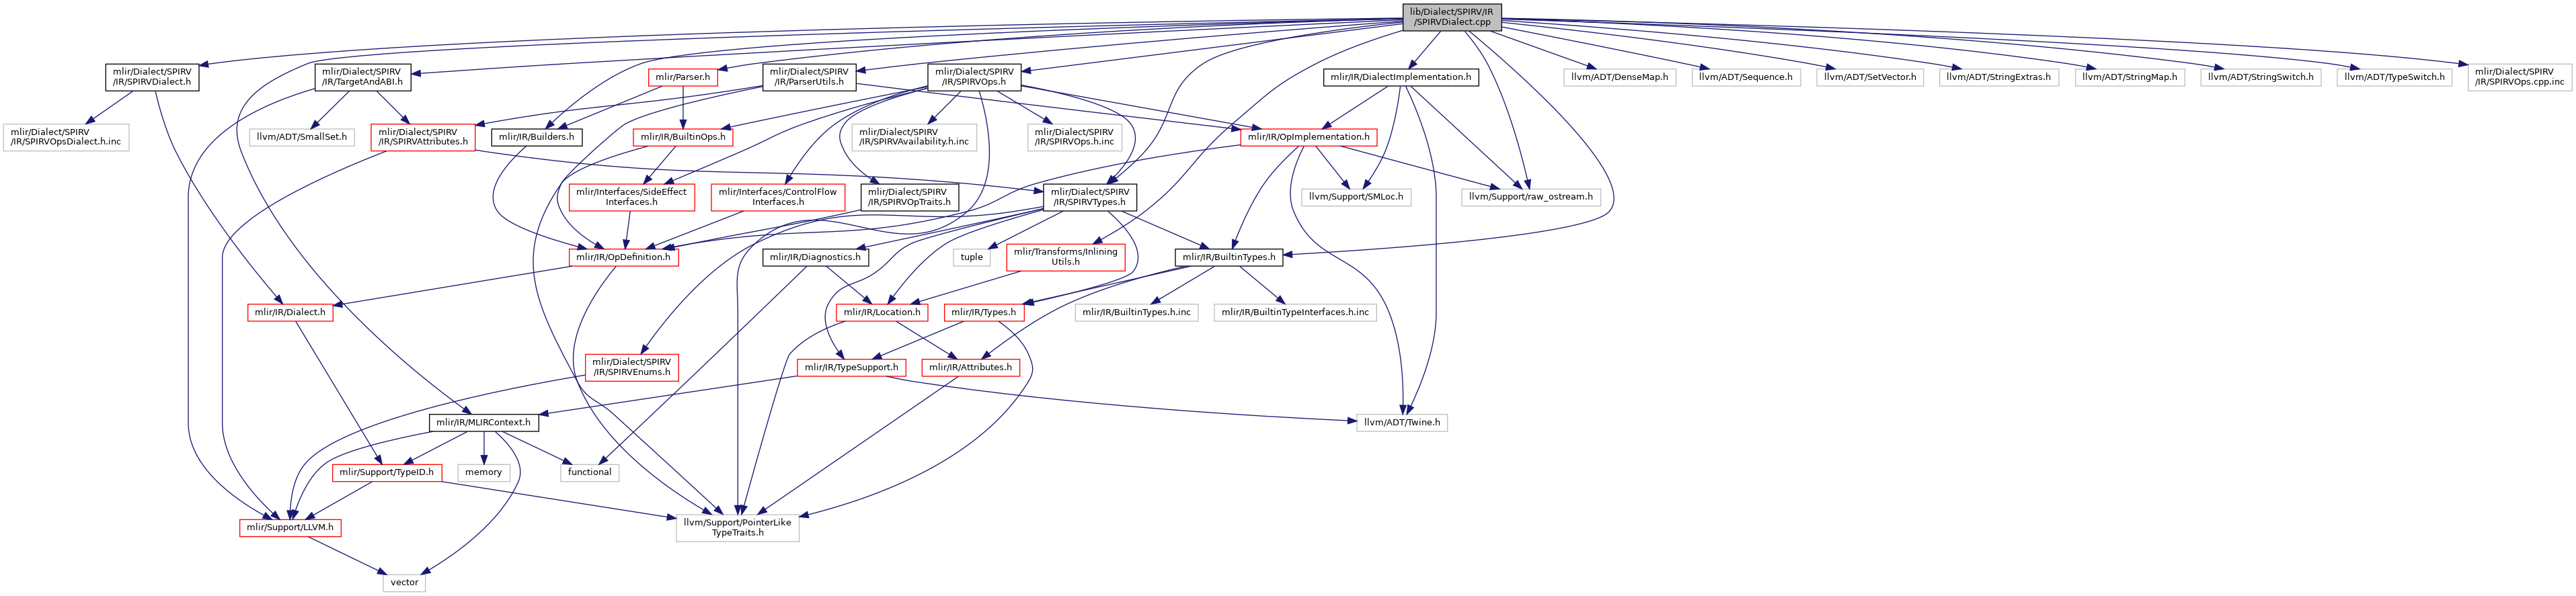 lib/Dialect/SPIRV/IR
/SPIRVDialect.cpp
mlir/Dialect/SPIRV
/IR/SPIRVDialect.h
mlir/Dialect/SPIRV
/IR/TargetAndABI.h
mlir/Parser.h
mlir/Dialect/SPIRV
/IR/ParserUtils.h
mlir/Dialect/SPIRV
/IR/SPIRVOps.h
mlir/IR/DialectImplementation.h
llvm/ADT/DenseMap.h
llvm/ADT/Sequence.h
llvm/ADT/SetVector.h
llvm/ADT/StringExtras.h
llvm/ADT/StringMap.h
llvm/ADT/StringSwitch.h
llvm/ADT/TypeSwitch.h
mlir/Dialect/SPIRV
/IR/SPIRVOps.cpp.inc
mlir/Dialect/SPIRV
/IR/SPIRVOpsDialect.h.inc
llvm/ADT/SmallSet.h
mlir/Dialect/SPIRV
/IR/SPIRVAttributes.h
mlir/IR/Builders.h
mlir/IR/BuiltinOps.h
mlir/Dialect/SPIRV
/IR/SPIRVAvailability.h.inc
mlir/Dialect/SPIRV
/IR/SPIRVOps.h.inc
mlir/IR/OpImplementation.h
mlir/Interfaces/SideEffect
Interfaces.h
mlir/Interfaces/ControlFlow
Interfaces.h
mlir/Dialect/SPIRV
/IR/SPIRVOpTraits.h
mlir/Dialect/SPIRV
/IR/SPIRVTypes.h
llvm/Support/SMLoc.h
llvm/Support/raw_ostream.h
mlir/IR/OpDefinition.h
mlir/IR/Diagnostics.h
tuple
mlir/Transforms/Inlining
Utils.h
mlir/IR/BuiltinTypes.h
mlir/IR/Dialect.h
mlir/IR/Location.h
mlir/IR/Types.h
mlir/IR/BuiltinTypes.h.inc
mlir/IR/BuiltinTypeInterfaces.h.inc
mlir/Dialect/SPIRV
/IR/SPIRVEnums.h
mlir/IR/TypeSupport.h
mlir/IR/Attributes.h
mlir/IR/MLIRContext.h
llvm/ADT/Twine.h
mlir/Support/TypeID.h
memory
functional
mlir/Support/LLVM.h
llvm/Support/PointerLike
TypeTraits.h
vector